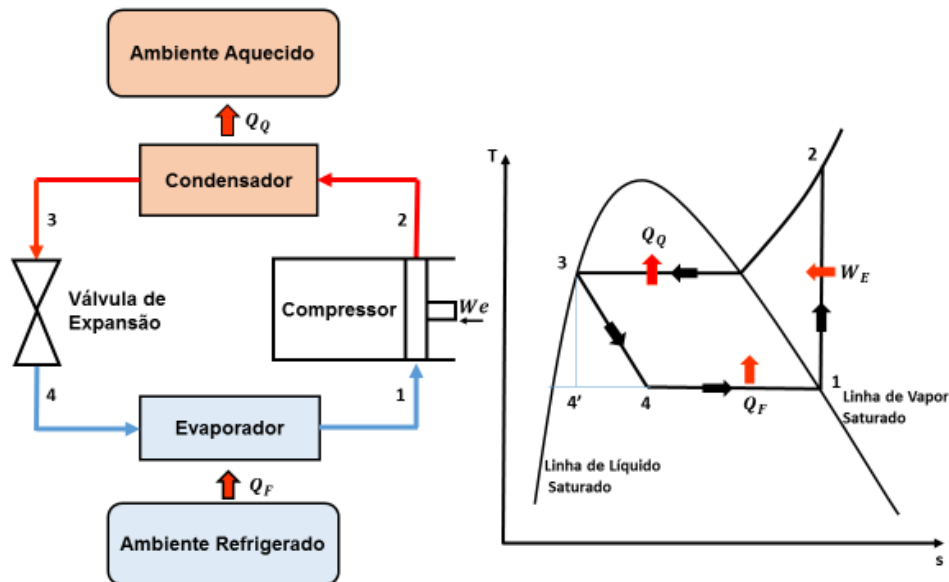 Ambiente Aquecido
Q_Q
Condensador
3
2
Válvula de
Expansão
Compressor
We
4
1
Evaporador
Q_F
Ambiente Refrigerado
T
2
3
Q_Q
W_E
4'
4
Q_F
1
Linha de Vapor
Saturado
Linha de Líquido
Saturado
s